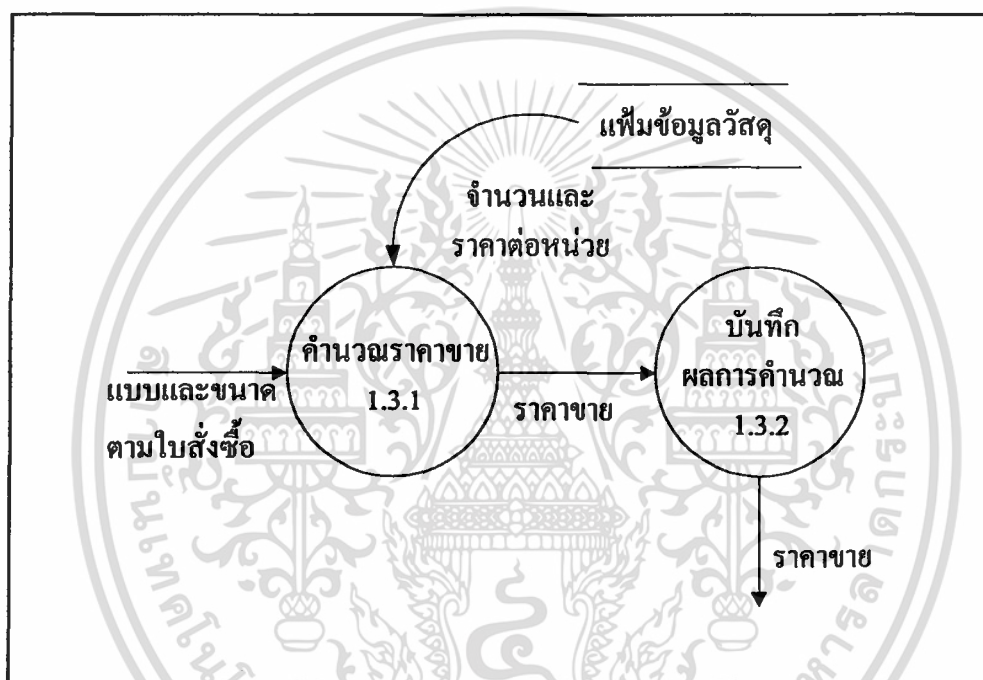 แฟ้มข้อมูลวัสดุ
จำนวนและ
ราคาต่อหน่วย
คำนวณราคาขาย
1.3.1
แบบและขนาด
ตามใบสั่งซื้อ
ราคาขาย
บันทึก
ผลการคำนวณ
1.3.2
ราคาขาย